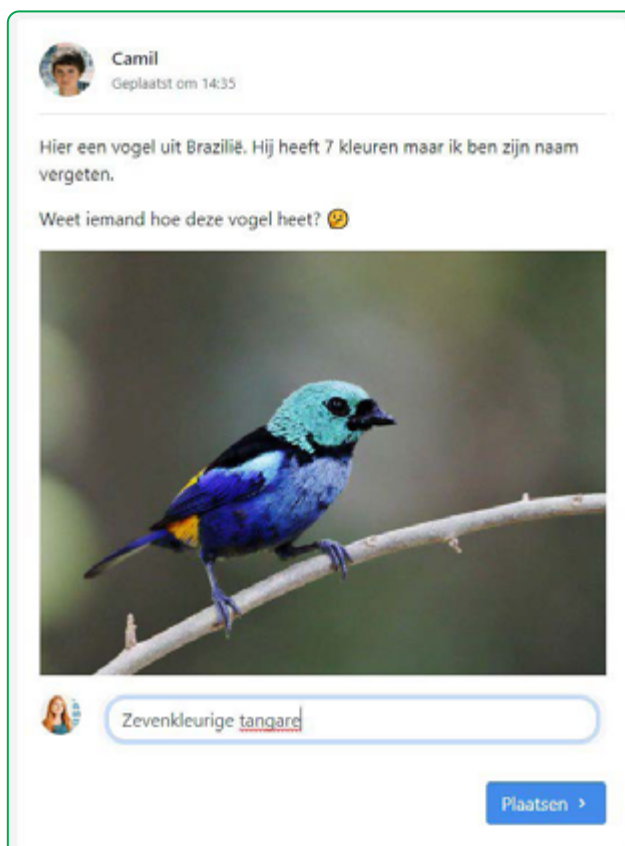 Camil
Geplaatst om 14:35
Hier een vogel uit Brazilië. Hij heeft 7 kleuren maar ik ben zijn naam
vergeten.
Weet iemand hoe deze vogel heet? 🤔
Zevenkleurige tangare
Plaatsen >